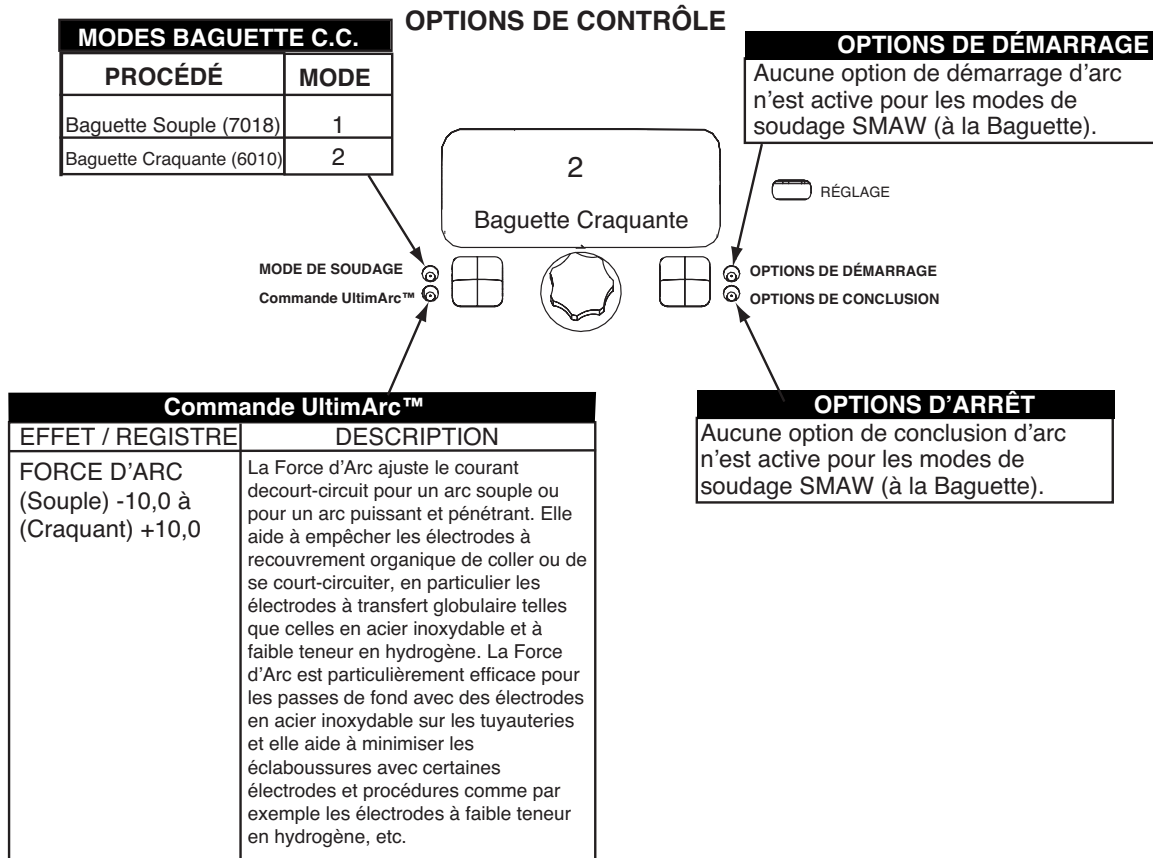 OPTIONS DE CONTRÔLE
MODES BAGUETTE C.C.
PROCÉDÉ MODE
Baguette Souple (7018) 1
Baguette Craquante (6010) 2
OPTIONS DE DÉMARRAGE
Aucune option de démarrage d'arc
n'est active pour les modes de
soudage SMAW (à la Baguette).
2
Baguette Craquante
RÉGLAGE
MODE DE SOUDAGE
Commande UltimArc™
OPTIONS DE DÉMARRAGE
OPTIONS DE CONCLUSION
Commande UltimArc™
EFFET / REGISTRE DESCRIPTION
FORCE D'ARC
(Souple) -10,0 à
(Craquant) +10,0
La Force d'Arc ajuste le courant
decourt-circuit pour un arc souple ou
pour un arc puissant et pénétrant. Elle
aide à empêcher les électrodes à
recouvrement organique de coller ou de
se court-circuiter, en particulier les
électrodes à transfert globulaire telles
que celles en acier inoxydable et à
faible teneur en hydrogène. La Force
d'Arc est particulièrement efficace pour
les passes de fond avec des électrodes
en acier inoxydable sur les tuyauteries
et elle aide à minimiser les
éclaboussures avec certaines
électrodes et procédures comme par
exemple les électrodes à faible teneur
en hydrogène, etc.
OPTIONS D'ARRÊT
Aucune option de conclusion d'arc
n'est active pour les modes de
soudage SMAW (à la Baguette).